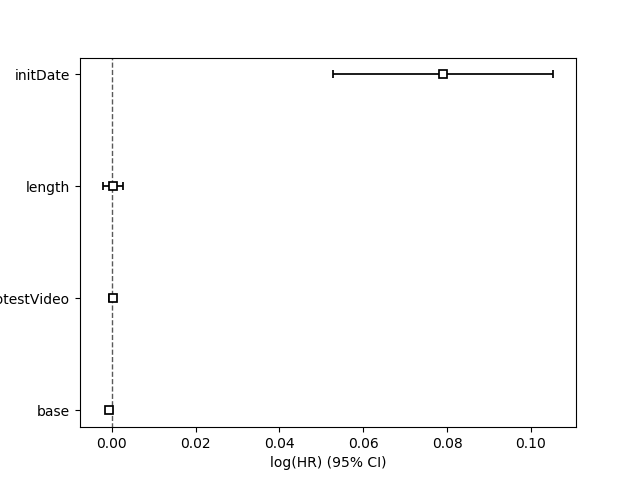 initDate
length
otestVideo
base
0.00 0.02 0.04 0.06 0.08 0.10
log(HR) (95% CI)